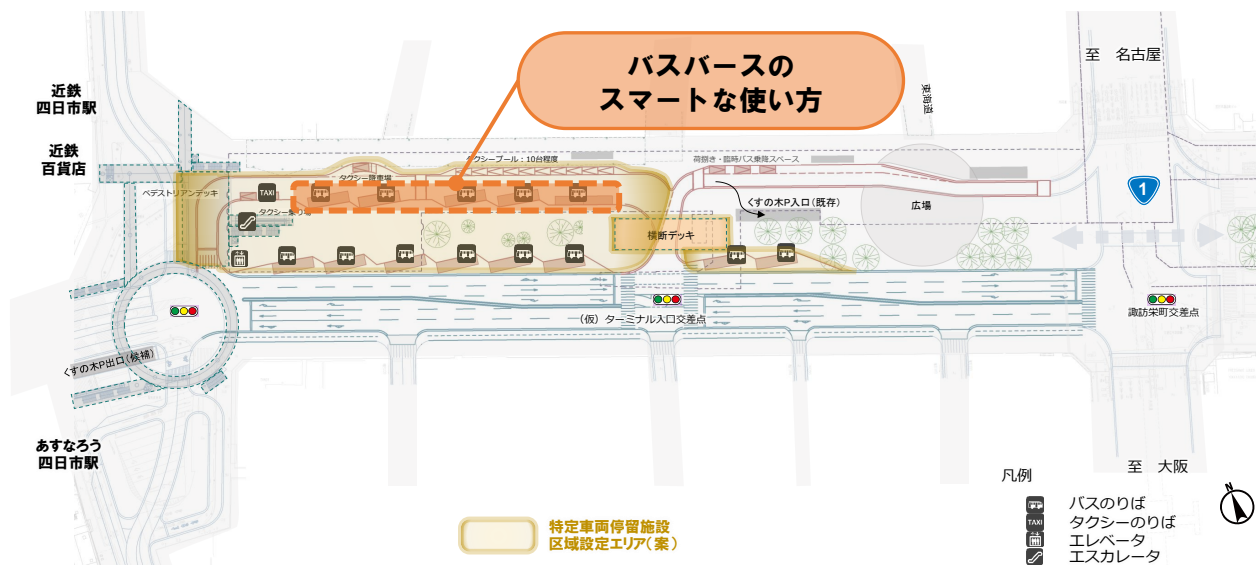 バスバースの
スマートな使い方
至 名古屋
近鉄
四日市駅
東海道
近鉄
百貨店
タクシープール：10台程度
荷捌き・臨時バス乗降スペース
1
タクシー降車場
ペデストリアンデッキ
TAXI
タクシー乗り場
くすの木P入口(既存)
広場
横断デッキ
(仮)ターミナル入口交差点
諏訪栄町交差点
くすの木P出口(候補)
あすなろう
四日市駅
至 大阪
凡例
N
バスのりば
TAXI
タクシーのりば
エレベータ
エスカレータ
特定車両停留施設
区域設定エリア(案)